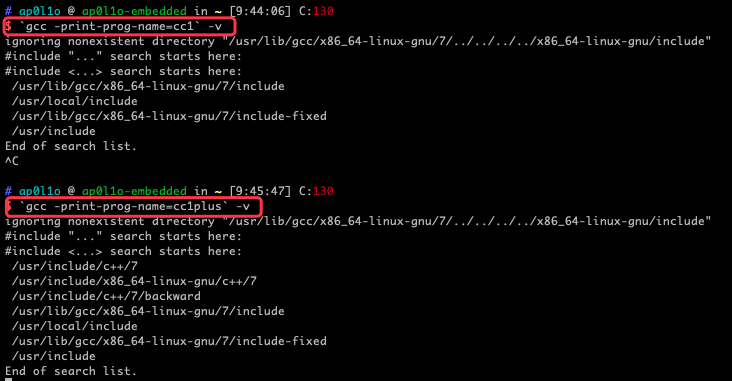 # ap0l1o @ ap0l1o-embedded in ~ [9:44:06] C:130
$ `gcc -print-prog-name=cc1` -v
ignoring nonexistent directory "/usr/lib/gcc/x86_64-linux-gnu/7/../../../../x86_64-linux-gnu/include"
#include "..." search starts here:
#include <...> search starts here:
 /usr/lib/gcc/x86_64-linux-gnu/7/include
 /usr/local/include
 /usr/lib/gcc/x86_64-linux-gnu/7/include-fixed
 /usr/include
End of search list.
^C
# ap0l1o @ ap0l1o-embedded in ~ [9:45:47] C:130
$ `gcc -print-prog-name=cc1plus` -v
ignoring nonexistent directory "/usr/lib/gcc/x86_64-linux-gnu/7/../../../../x86_64-linux-gnu/include"
#include "..." search starts here:
#include <...> search starts here:
 /usr/include/c++/7
 /usr/include/x86_64-linux-gnu/c++/7
 /usr/include/c++/7/backward
 /usr/lib/gcc/x86_64-linux-gnu/7/include
 /usr/local/include
 /usr/lib/gcc/x86_64-linux-gnu/7/include-fixed
 /usr/include
End of search list.